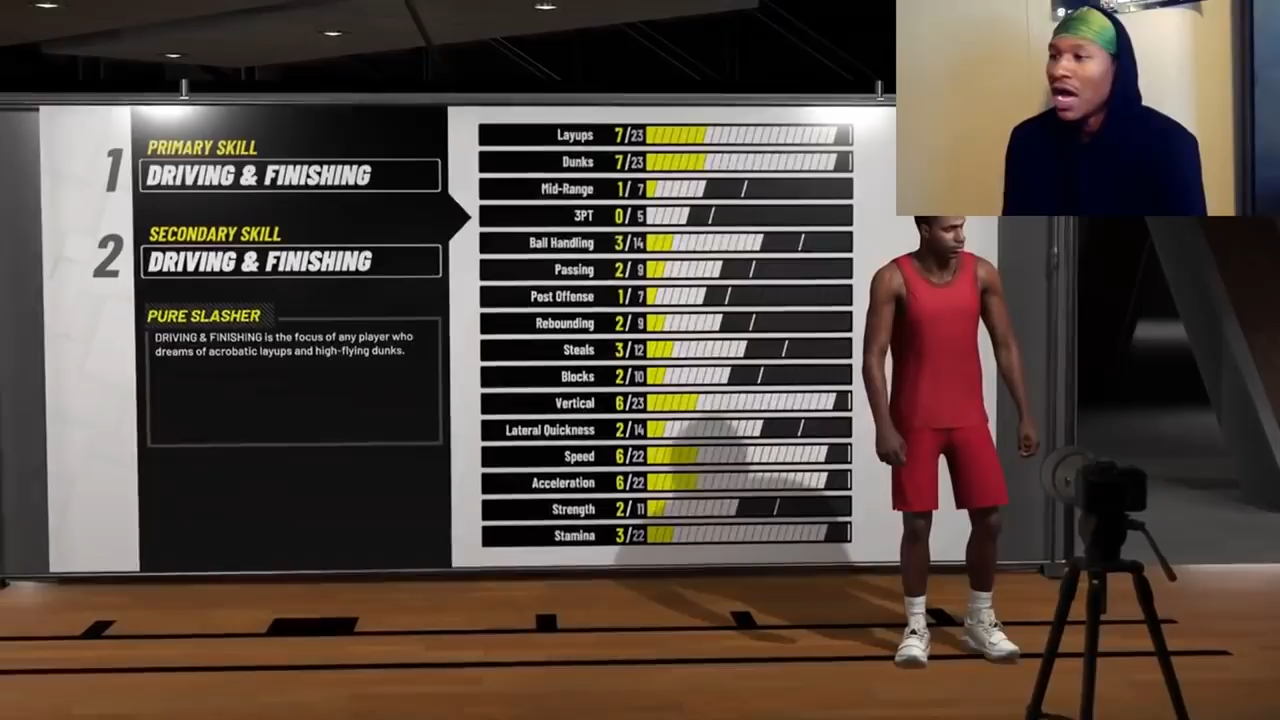 1
PRIMARY SKILL
DRIVING & FINISHING
2
SECONDARY SKILL
DRIVING & FINISHING
PURE SLASHER
DRIVING & FINISHING is the focus of any player who
dreams of acrobatic layups and high-flying dunks.
Layups 7/23
Dunks 7/23
Mid-Range 1/7
3PT 0/5
Ball Handling 3/14
Passing 2/9
Post Offense 1/7
Rebounding 2/9
Steals 3/12
Blocks 2/10
Vertical 6/23
Lateral Quickness 2/14
Speed 6/22
Acceleration 6/22
Strength 2/11
Stamina 3/22